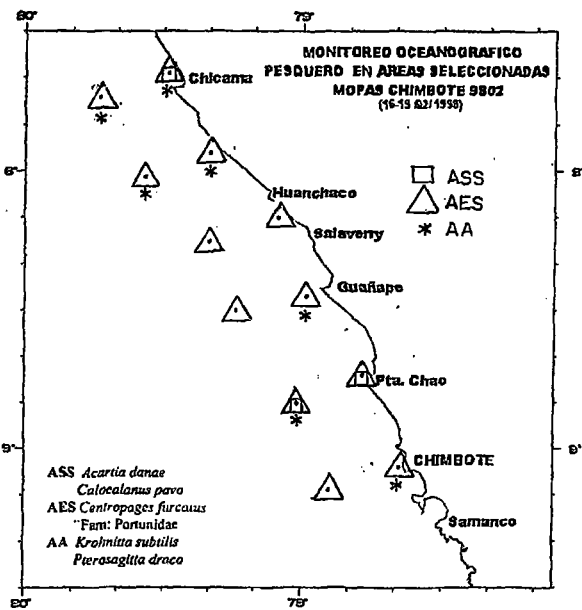 80° 79°
MONITOREO OCEANOGRAFICO
PESQUERO EN AREAS SELECCIONADAS
MOPAS CHIMBOTE 9802
Chicama
8° 8°
ASS
AES
AA
Huanchaco
Salaverry
Guañape
Pta. Chao
9° 9°
CHIMBOTE
Samanco
ASS Acartia danae
Calocalanus pavo
AES Centropages furcatus
Fam: Portunidae
AA Krohnitta subtilis
Pterosagitta draco
80° 79°